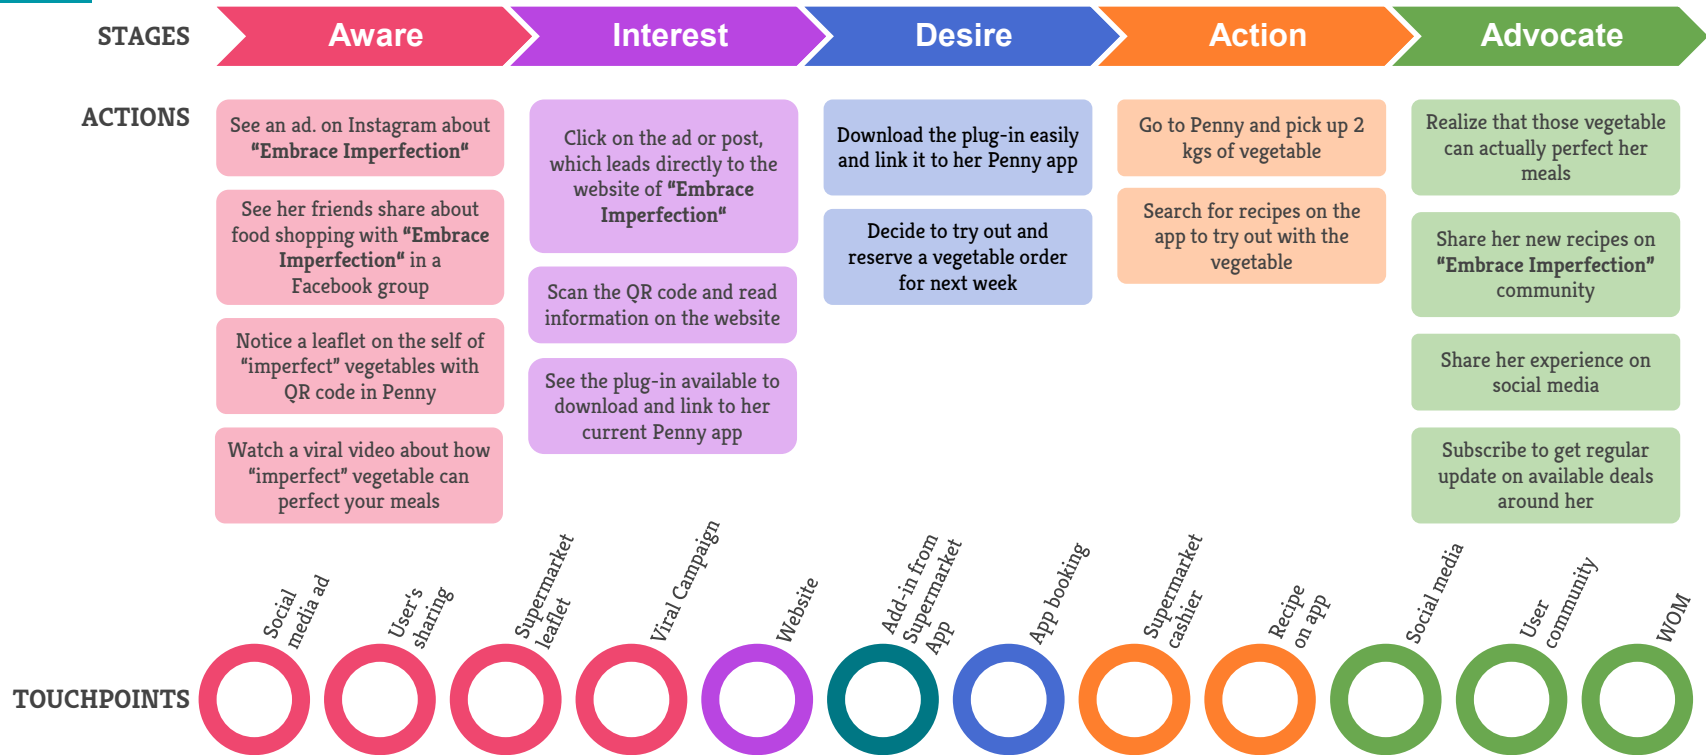 STAGES
Aware
Interest
Desire
Action
Advocate
ACTIONS
See an ad. on Instagram about
“Embrace Imperfection“
See her friends share about
food shopping with “Embrace
Imperfection“ in a
Facebook group
Notice a leaflet on the self of
“imperfect” vegetables with
QR code in Penny
Watch a viral video about how
“imperfect” vegetable can
perfect your meals
Click on the ad or post,
which leads directly to the
website of “Embrace
Imperfection“
Scan the QR code and read
information on the website
See the plug-in available to
download and link to her
current Penny app
Download the plug-in easily
and link it to her Penny app
Decide to try out and
reserve a vegetable order
for next week
Go to Penny and pick up 2
kgs of vegetable
Search for recipes on the
app to try out with the
vegetable
Realize that those vegetable
can actually perfect her
meals
Share her new recipes on
“Embrace Imperfection”
community
Share her experience on
social media
Subscribe to get regular
update on available deals
around her
TOUCHPOINTS
Social
media ad
User's
sharing
Supermarket
leaflet
Viral Campaign
Website
Add-in from
Supermarket
App
App booking
Supermarket
cashier
Recipe
on app
Social media
User
community
WOM